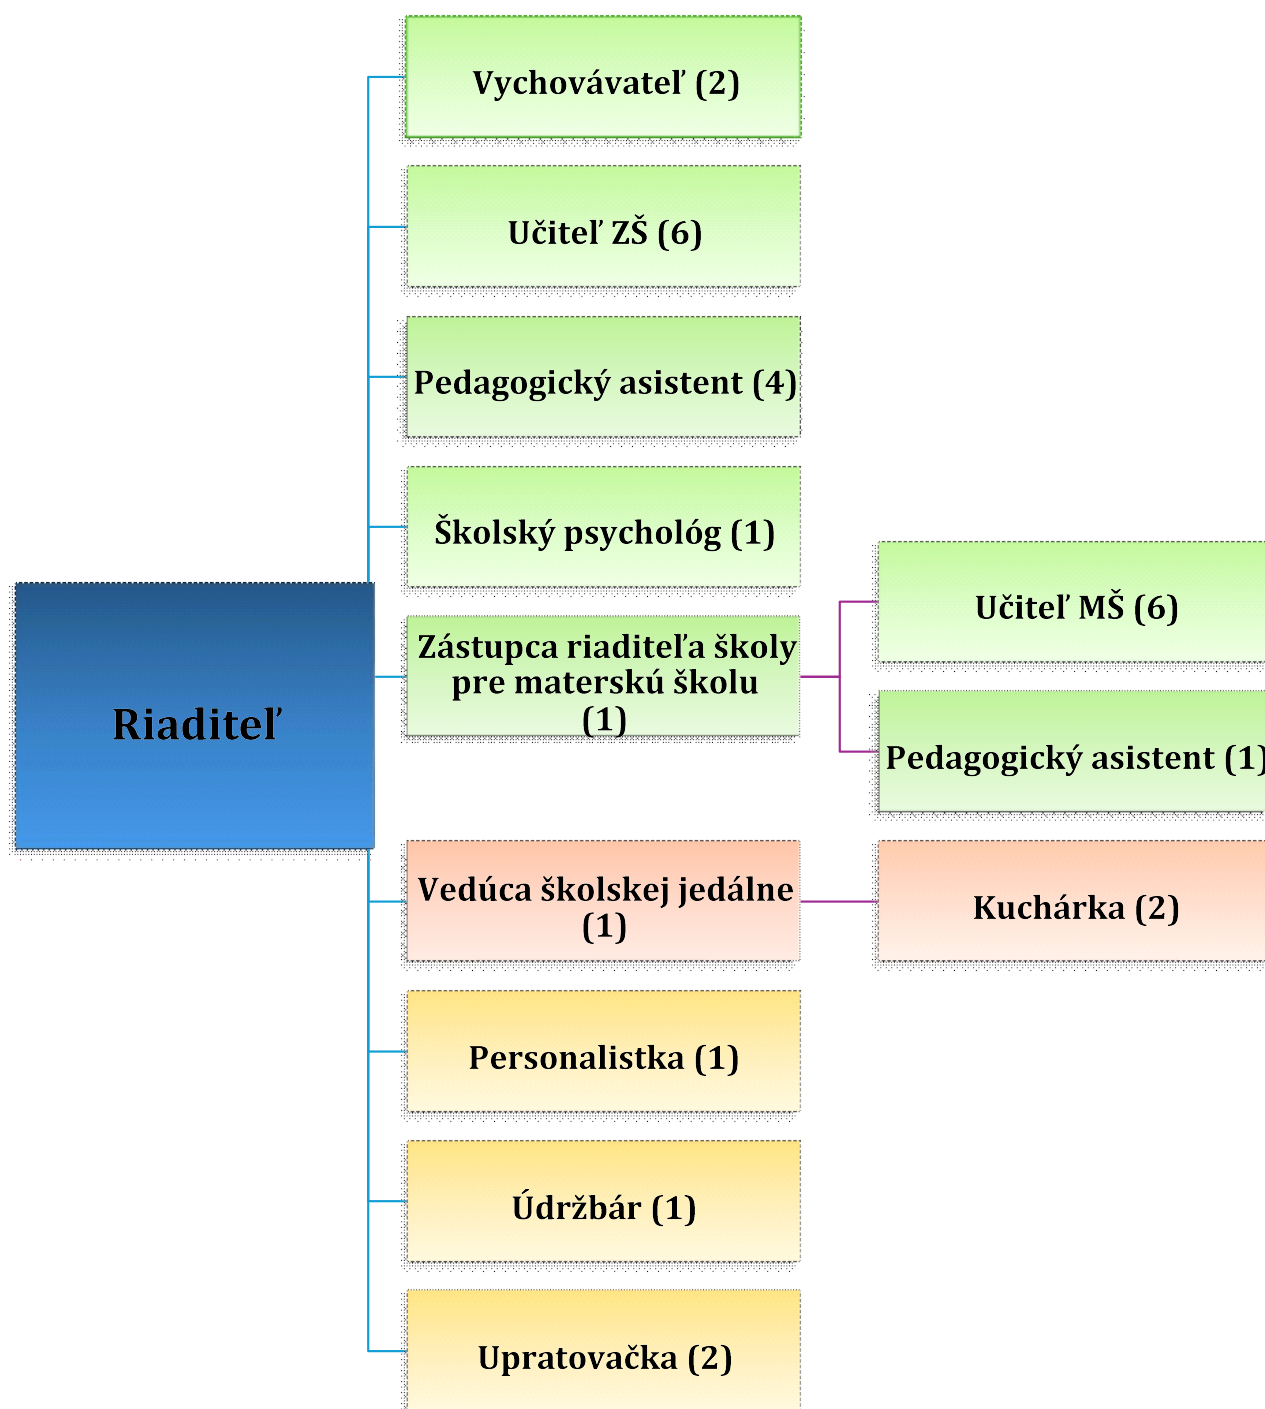 Vychovávateľ (2)
Učiteľ ZŠ (6)
Pedagogický asistent (4)
Školský psychológ (1)
Riaditeľ
Zástupca riaditeľa školy
pre materskú školu
(1)
Učiteľ MŠ (6)
Pedagogický asistent (1)
Vedúca školskej jedálne
(1)
Kuchárka (2)
Personalistka (1)
Údržbár (1)
Upratovačka (2)